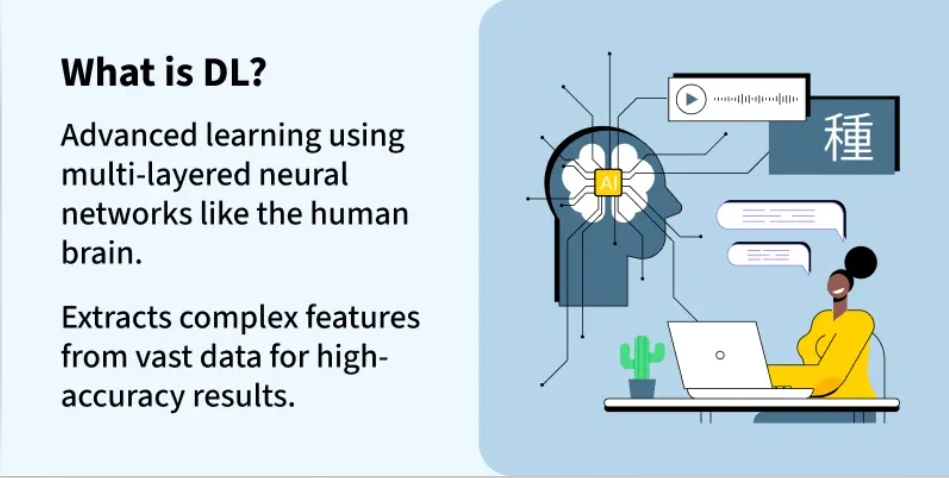 What is DL?
Advanced learning using
multi-layered neural
networks like the human
brain.
Extracts complex features
from vast data for high-
accuracy results.
AI
種